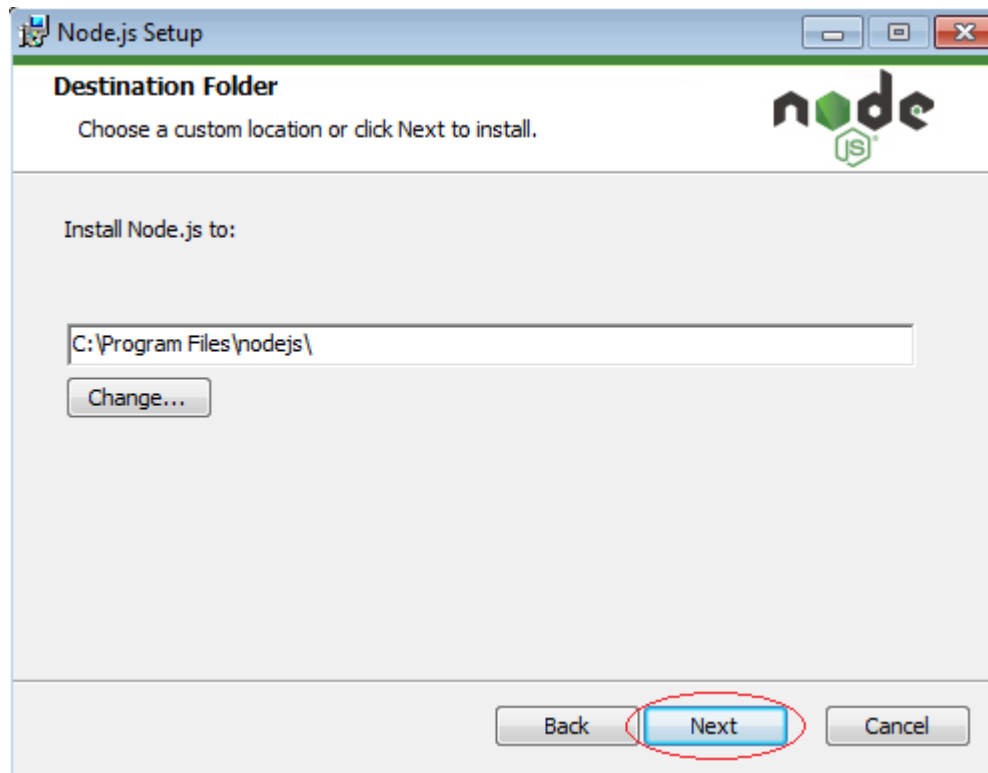 Node.js Setup
Destination Folder
Choose a custom location or click Next to install.
node
JS
Install Node.js to:
C:\Program Files\nodejs\
Change...
Back Next Cancel